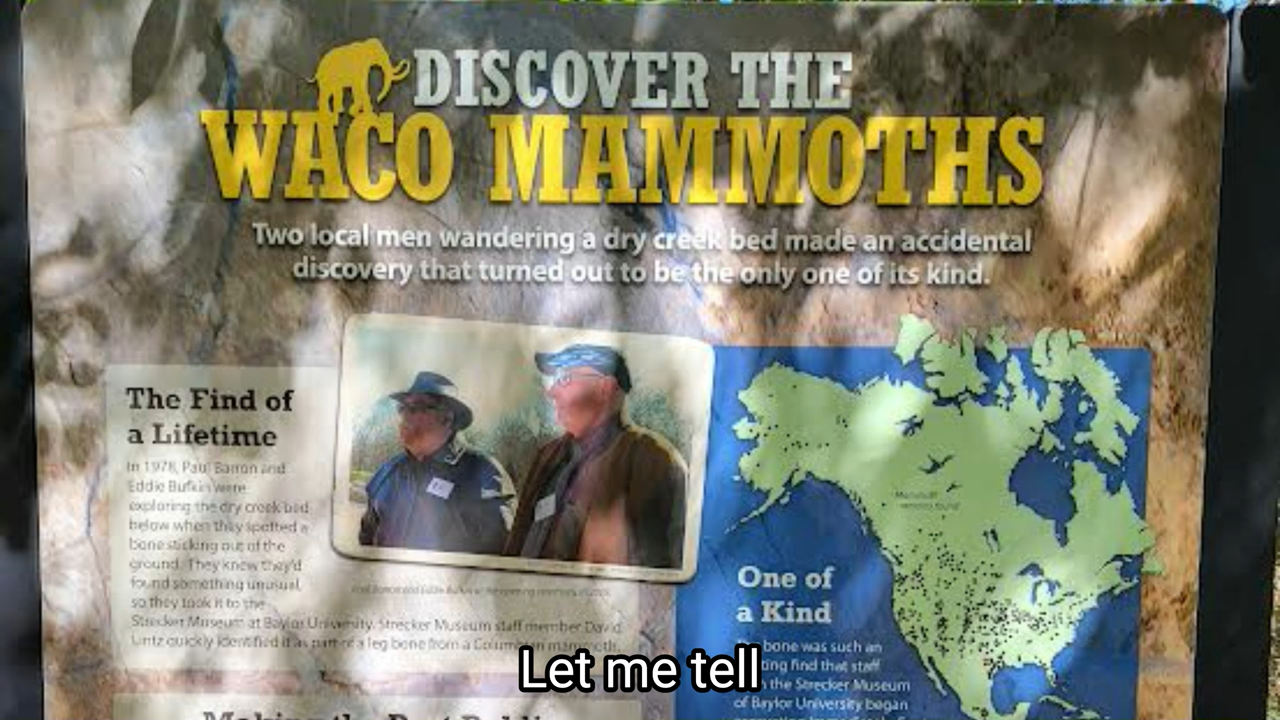 DISCOVER THE
WACO MAMMOTHS
Two local men wandering a dry creek bed made an accidental
discovery that turned out to be the only one of its kind.
The Find of
a Lifetime
In 1978, Paul Barron and
Eddie Bufkin were
exploring the dry creek bed
below when they spotted a
bone sticking out of the
ground. They knew they'd
found something unusual,
so they took it to the
Strecker Museum at Baylor University. Strecker Museum staff member David
Lintz quickly identified it as part of a leg bone from a Columbian mammoth.
Mammoth
remains found
One of
a Kind
bone was such an
find that staff
the Strecker Museum
of Baylor University began
Let me tell